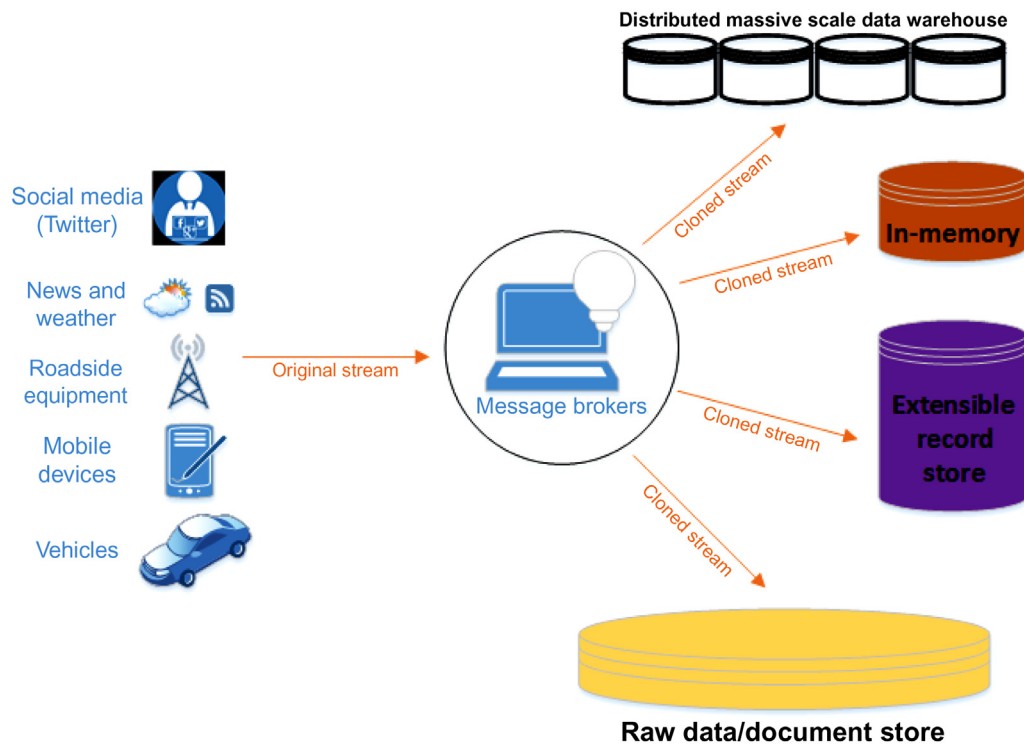 Distributed massive scale data warehouse
Social media
(Twitter)
News and
weather
Roadside
equipment
Mobile
devices
Vehicles
Original stream
Message brokers
Cloned stream
Cloned stream
Cloned stream
Cloned stream
In-memory
Extensible
record
store
Raw data/document store